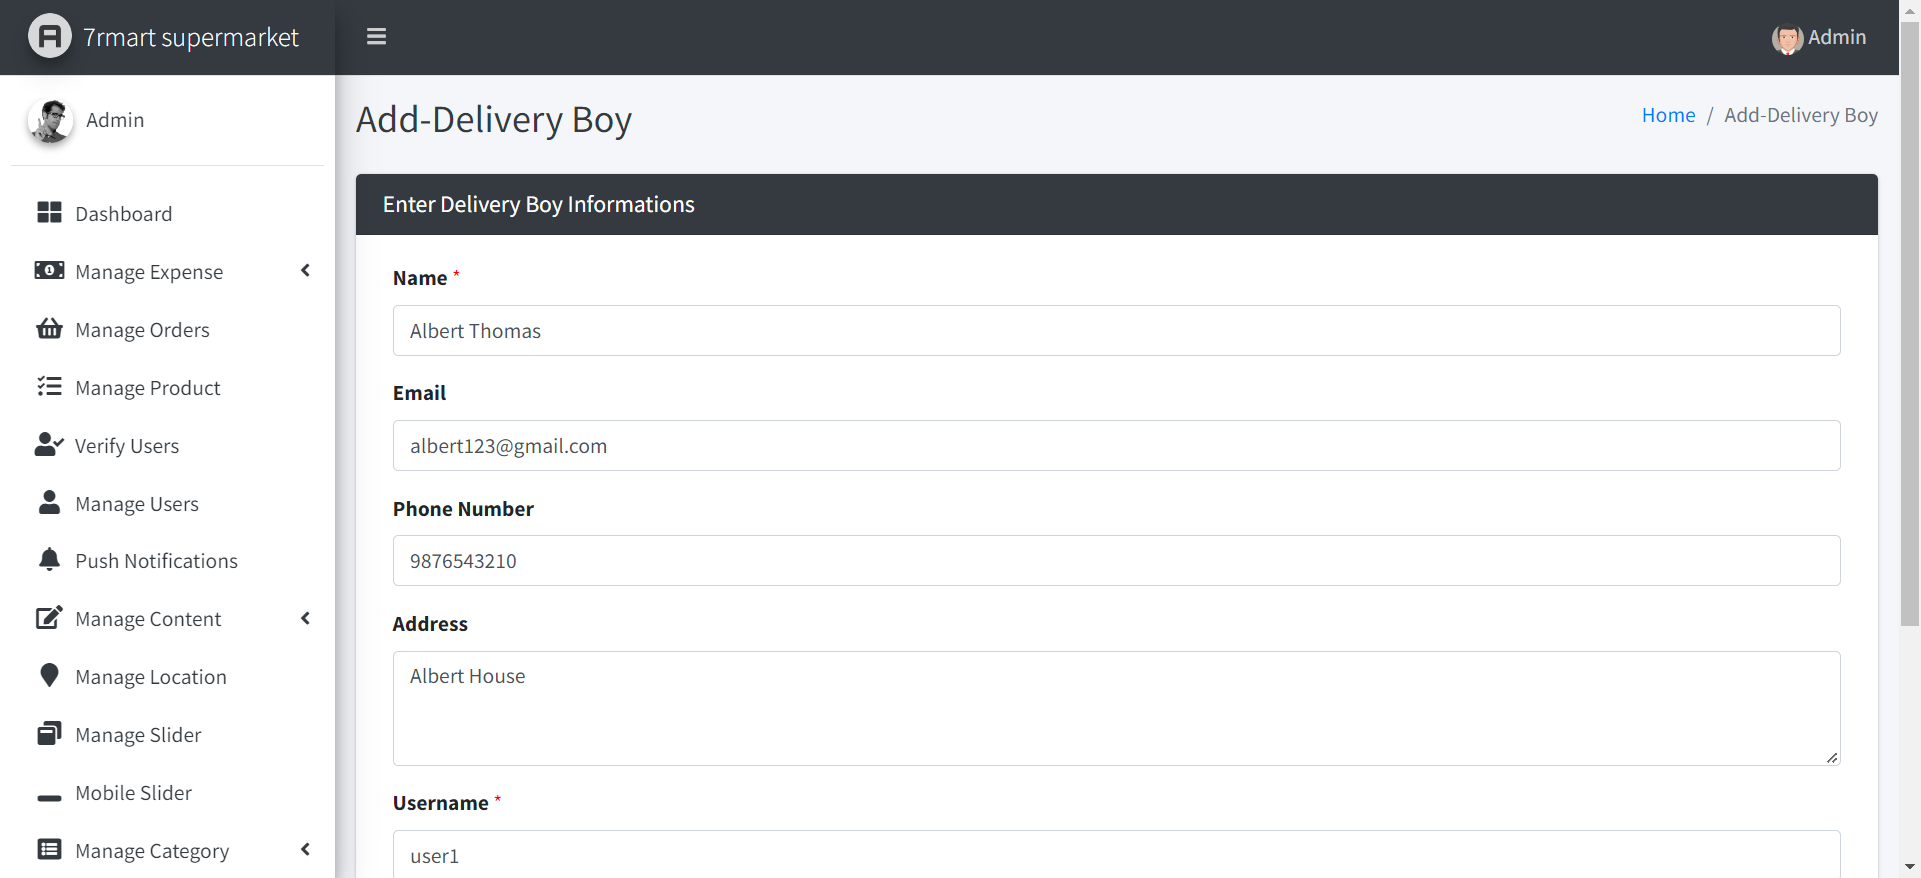 7rmart supermarket
Admin
Admin
Dashboard
Manage Expense
Manage Orders
Manage Product
Verify Users
Manage Users
Push Notifications
Manage Content
Manage Location
Manage Slider
Mobile Slider
Manage Category
Add-Delivery Boy
Home / Add-Delivery Boy
Enter Delivery Boy Informations
Name *
Albert Thomas
Email
albert123@gmail.com
Phone Number
9876543210
Address
Albert House
Username *
user1